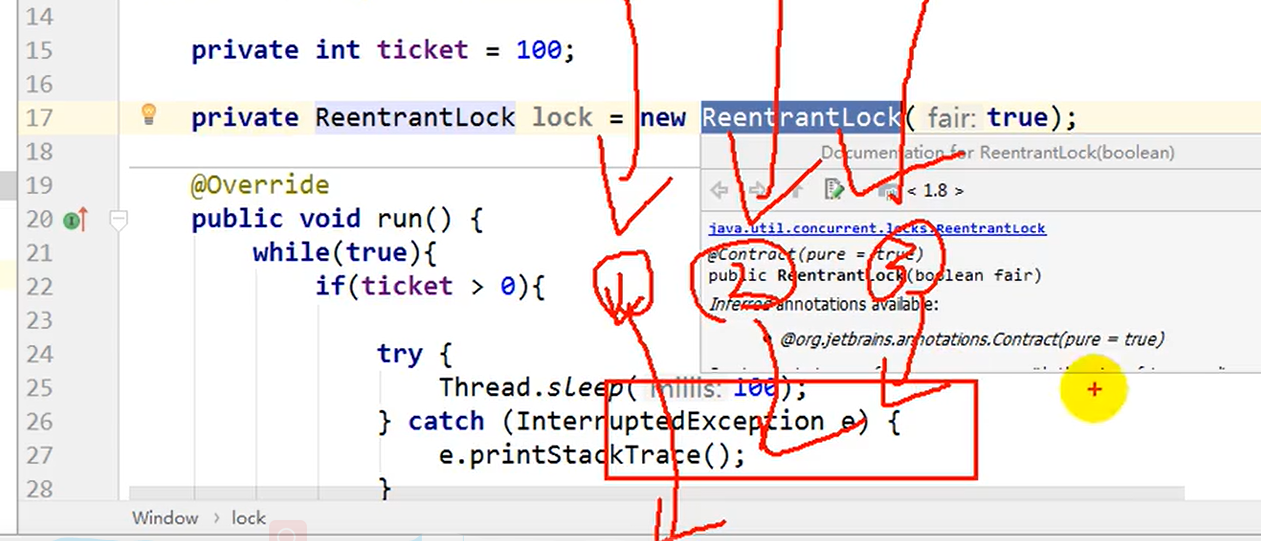 14
15 private int ticket = 100;
16
17 private ReentrantLock lock = new ReentrantLock( fair: true);
18 Documentation for ReentrantLock(boolean)
19 @Override < 1.8 >
20 public void run() {
java.util.concurrent.locks.ReentrantLock
21 while(true){
@Contract(pure = true)
22 if(ticket > 0){ 1 2 3
public ReentrantLock(boolean fair)
Inferred annotations available:
23
@org.jetbrains.annotations.Contract(pure = true)
24 try {
25 Thread.sleep( millis: 100);
26 } catch (InterruptedException e) {
27 e.printStackTrace();
28 }
Window › lock